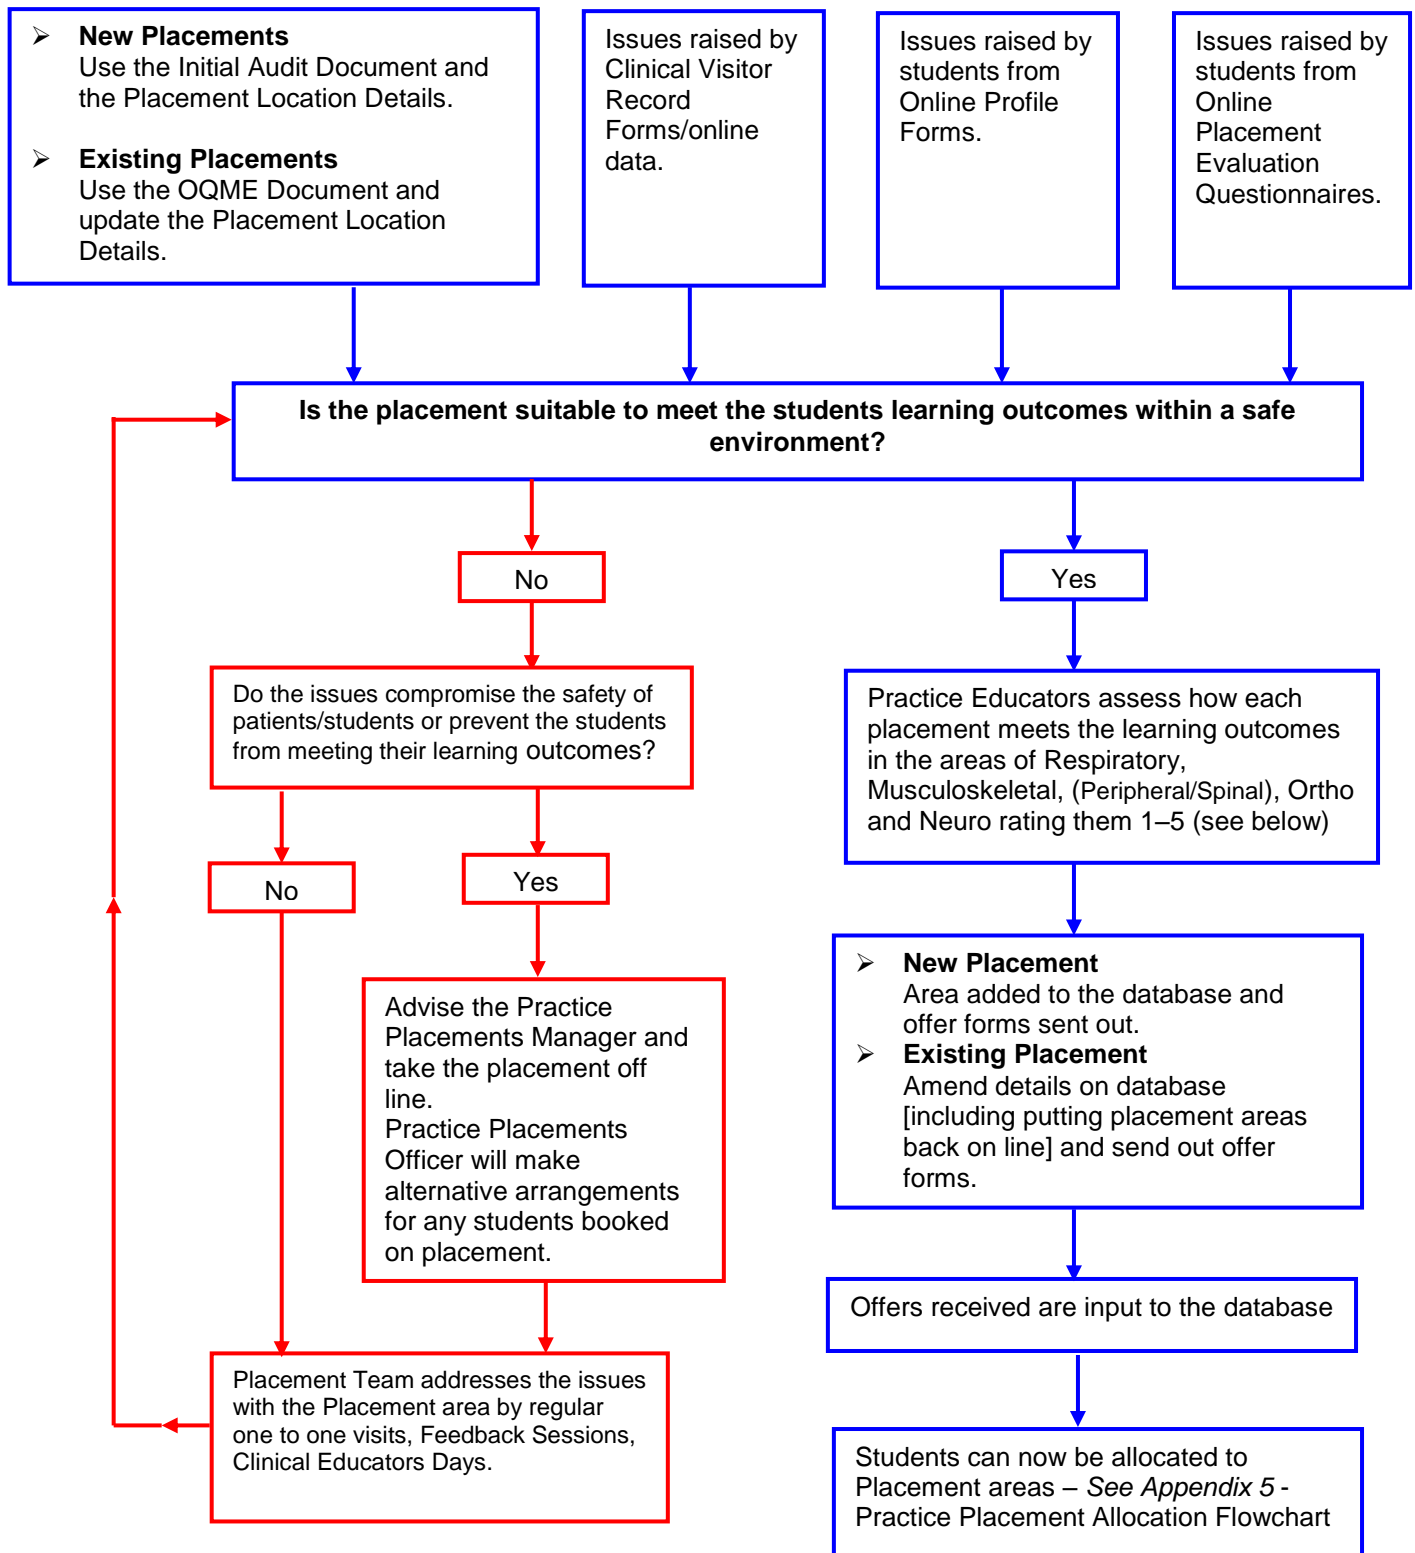 ➢ New Placements
Use the Initial Audit Document and
the Placement Location Details.
➢ Existing Placements
Use the OQME Document and
update the Placement Location
Details.
Issues raised by
Clinical Visitor
Record
Forms/online
data.
Issues raised by
students from
Online Profile
Forms.
Issues raised by
students from
Online
Placement
Evaluation
Questionnaires.
Is the placement suitable to meet the students learning outcomes within a safe
environment?
No
Yes
Do the issues compromise the safety of
patients/students or prevent the students
from meeting their learning outcomes?
Practice Educators assess how each
placement meets the learning outcomes
in the areas of Respiratory,
Musculoskeletal, (Peripheral/Spinal), Ortho
and Neuro rating them 1–5 (see below)
No
Yes
Advise the Practice
Placements Manager and
take the placement off
line.
Practice Placements
Officer will make
alternative arrangements
for any students booked
on placement.
➢ New Placement
Area added to the database and
offer forms sent out.
➢ Existing Placement
Amend details on database
[including putting placement areas
back on line] and send out offer
forms.
Offers received are input to the database
Placement Team addresses the issues
with the Placement area by regular
one to one visits, Feedback Sessions,
Clinical Educators Days.
Students can now be allocated to
Placement areas – See Appendix 5 -
Practice Placement Allocation Flowchart